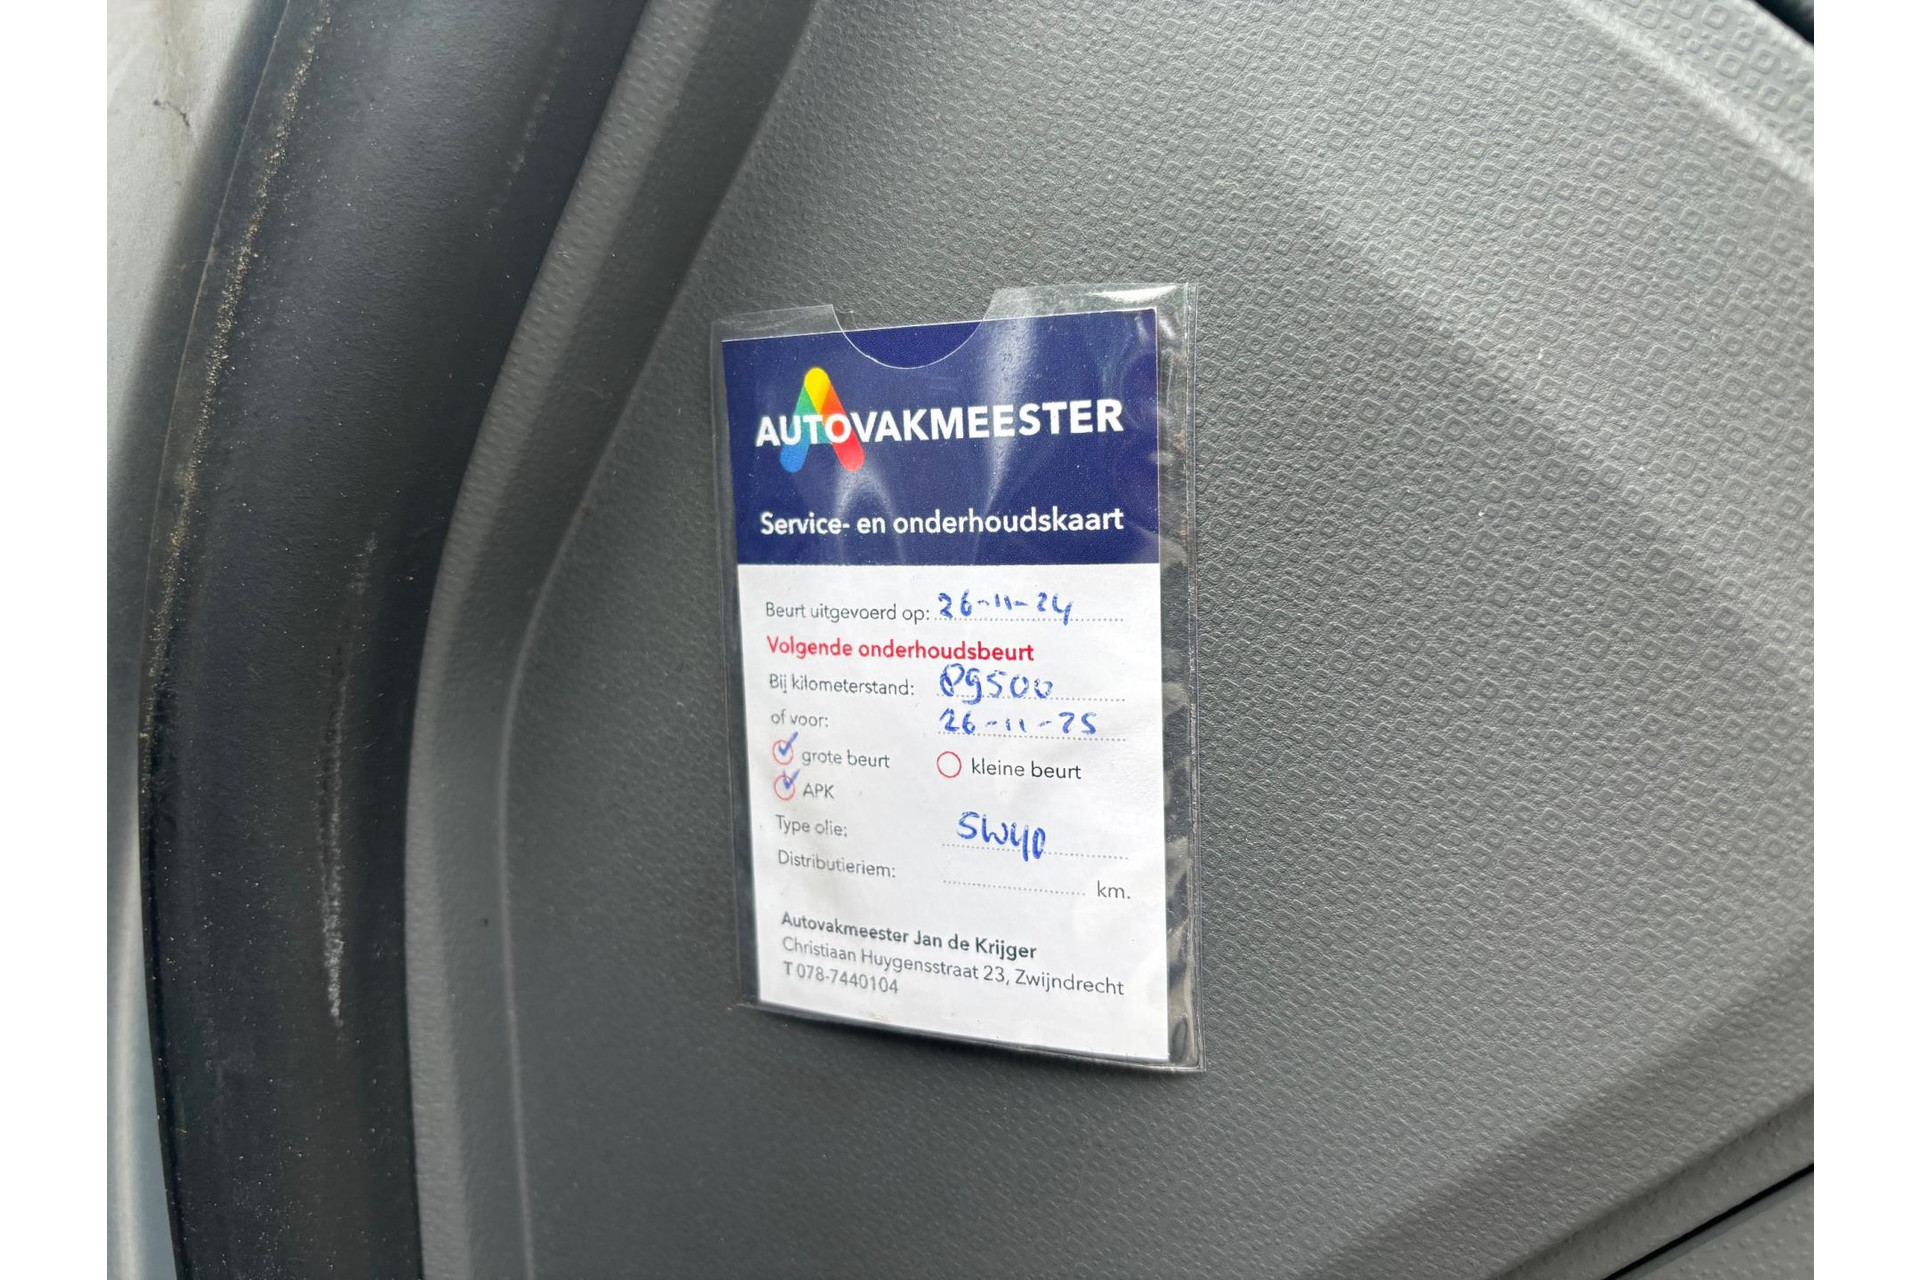 AUTOVAKMEESTER
Service- en onderhoudskaart
Beurt uitgevoerd op: 26-11-24
Volgende onderhoudsbeurt
Bij kilometerstand: 89500
of voor: 26-11-25
grote beurt kleine beurt
APK
Type olie: 5W40
Distributieriem: km.
Autovakmeester Jan de Krijger
Christiaan Huygensstraat 23, Zwijndrecht
T 078-7440104